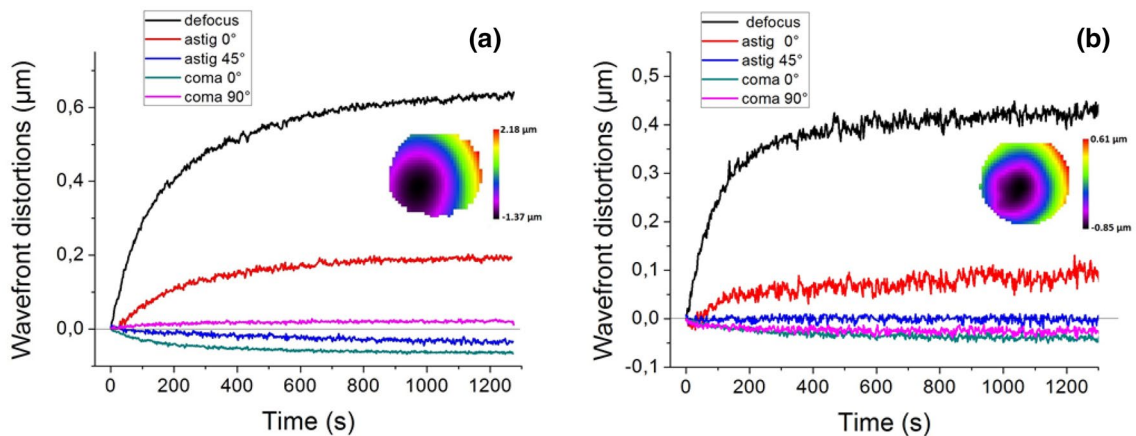 defocus
astig 0°
astig 45°
coma 0°
coma 90°
(a)
Wavefront distortions (µm)
0,6
0,4
0,2
0,0
2.18 µm
-1.37 µm
0 200 400 600 800 1000 1200
Time (s)
defocus
astig 0°
astig 45°
coma 0°
coma 90°
(b)
Wavefront distortions (µm)
0,5
0,4
0,3
0,2
0,1
0,0
-0,1
0.61 µm
-0.85 µm
0 200 400 600 800 1000 1200
Time (s)